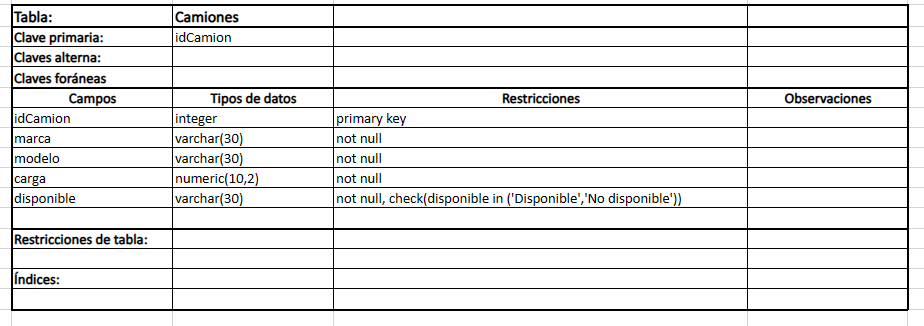 Tabla: Camiones
Clave primaria: idCamion
Claves alterna:
Claves foráneas
Campos Tipos de datos Restricciones Observaciones
idCamion integer primary key
marca varchar(30) not null
modelo varchar(30) not null
carga numeric(10,2) not null
disponible varchar(30) not null, check(disponible in ('Disponible','No disponible'))
Restricciones de tabla:
Índices: